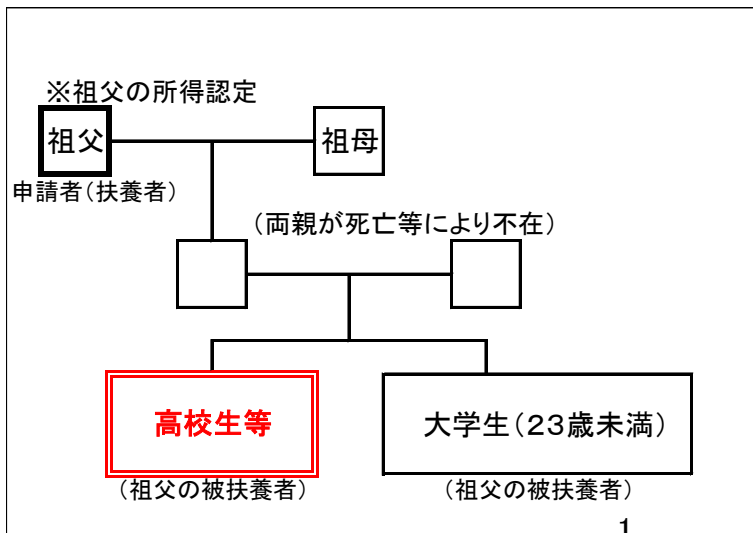 ※祖父の所得認定
祖父
祖母
申請者(扶養者)
(両親が死亡等により不在)
高校生等
大学生(23歳未満)
(祖父の被扶養者)
(祖父の被扶養者)
1